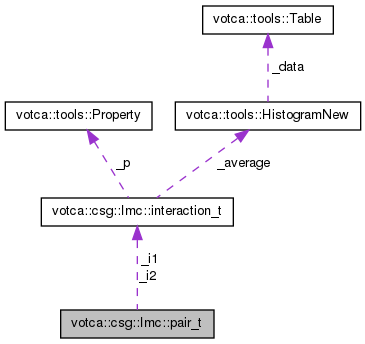 votca::tools::Table
_data
votca::tools::Property
votca::tools::HistogramNew
_p
_average
votca::csg::Imc::interaction_t
_i1
_i2
votca::csg::Imc::pair_t